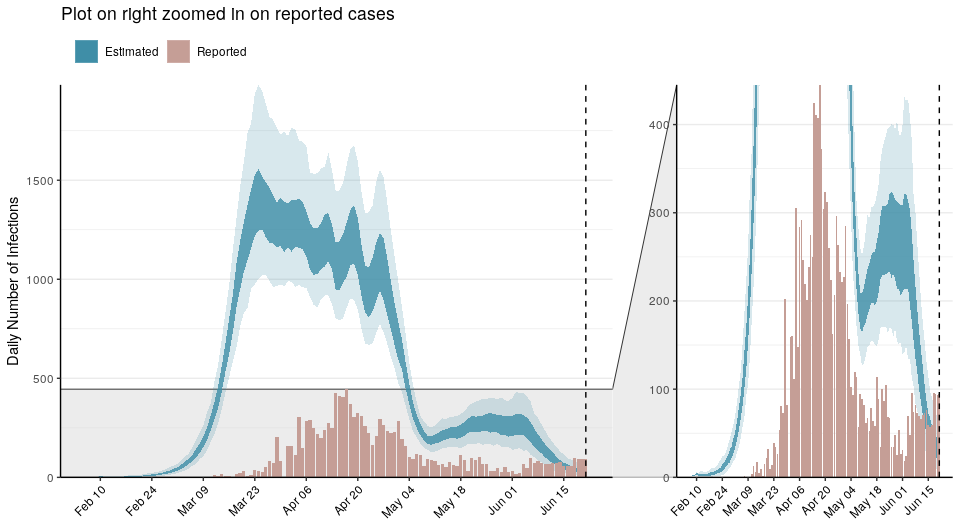 Plot on right zoomed in on reported cases
Estimated Reported
Daily Number of Infections
1500
1000
500
0
Feb 10 Feb 24 Mar 09 Mar 23 Apr 06 Apr 20 May 04 May 18 Jun 01 Jun 15
400
300
200
100
0
Feb 10 Feb 24 Mar 09 Mar 23 Apr 06 Apr 20 May 04 May 18 Jun 01 Jun 15